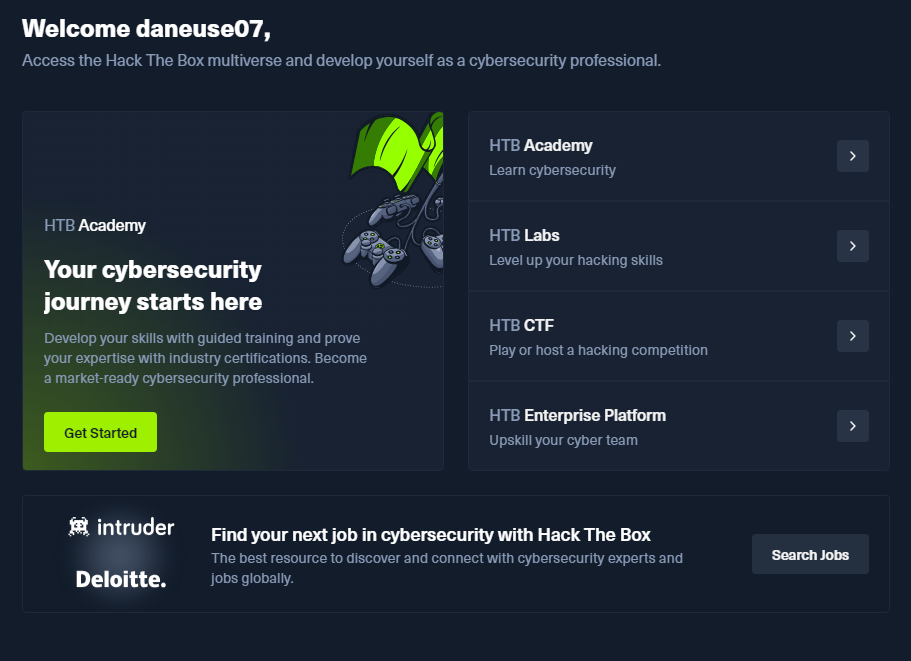 Welcome daneuse07,
Access the Hack The Box multiverse and develop yourself as a cybersecurity professional.
HTB Academy
Your cybersecurity
journey starts here
Develop your skills with guided training and prove
your expertise with industry certifications. Become
a market-ready cybersecurity professional.
Get Started
HTB Academy
Learn cybersecurity
HTB Labs
Level up your hacking skills
HTB CTF
Play or host a hacking competition
HTB Enterprise Platform
Upskill your cyber team
intruder
Deloitte.
Find your next job in cybersecurity with Hack The Box
The best resource to discover and connect with cybersecurity experts and
jobs globally.
Search Jobs